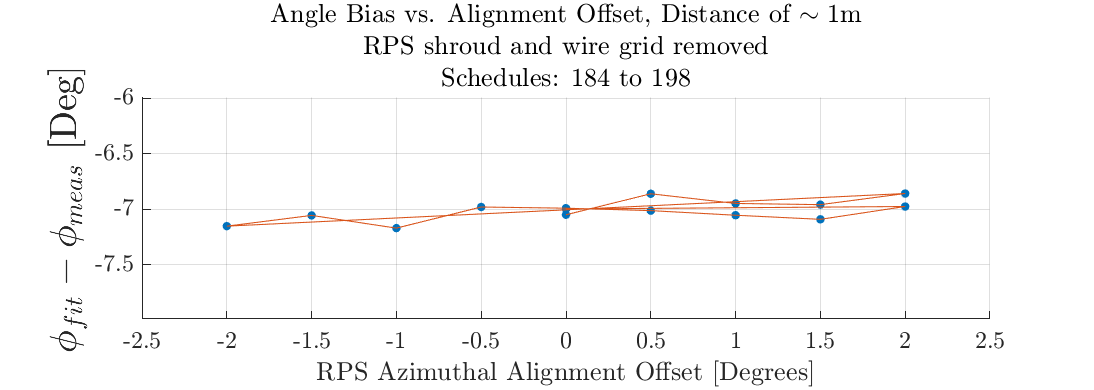 Angle Bias vs. Alignment Offset, Distance of ∼ 1m
RPS shroud and wire grid removed
Schedules: 184 to 198
ϕ_fit − ϕ_meas [Deg]
-6
-6.5
-7
-7.5
-2.5 -2 -1.5 -1 -0.5 0 0.5 1 1.5 2 2.5
RPS Azimuthal Alignment Offset [Degrees]